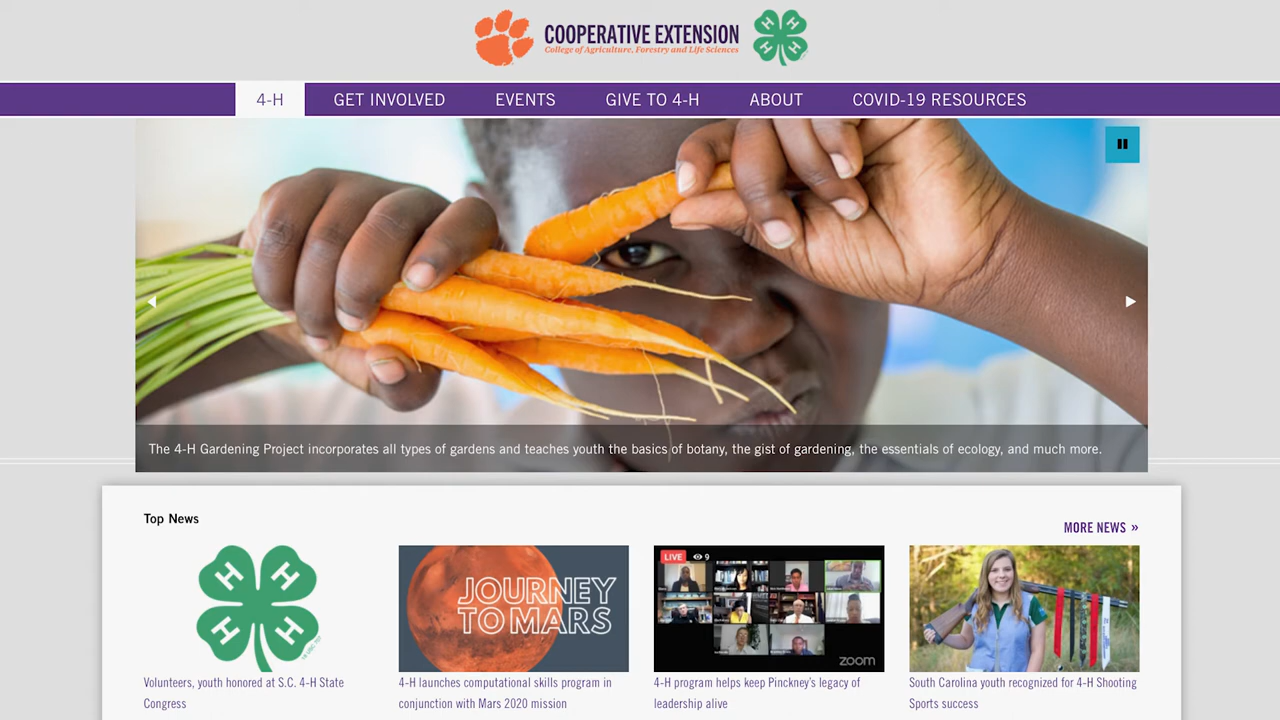 COOPERATIVE EXTENSION
College of Agriculture, Forestry and Life Sciences
H H H H
4-H GET INVOLVED EVENTS GIVE TO 4-H ABOUT COVID-19 RESOURCES
The 4-H Gardening Project incorporates all types of gardens and teaches youth the basics of botany, the gist of gardening, the essentials of ecology, and much more.
Top News
MORE NEWS »
H H
H H
JOURNEY
TO MARS
LIVE 9
zoom
Volunteers, youth honored at S.C. 4-H State
Congress
4-H launches computational skills program in
conjunction with Mars 2020 mission
4-H program helps keep Pinckney's legacy of
leadership alive
South Carolina youth recognized for 4-H Shooting
Sports success